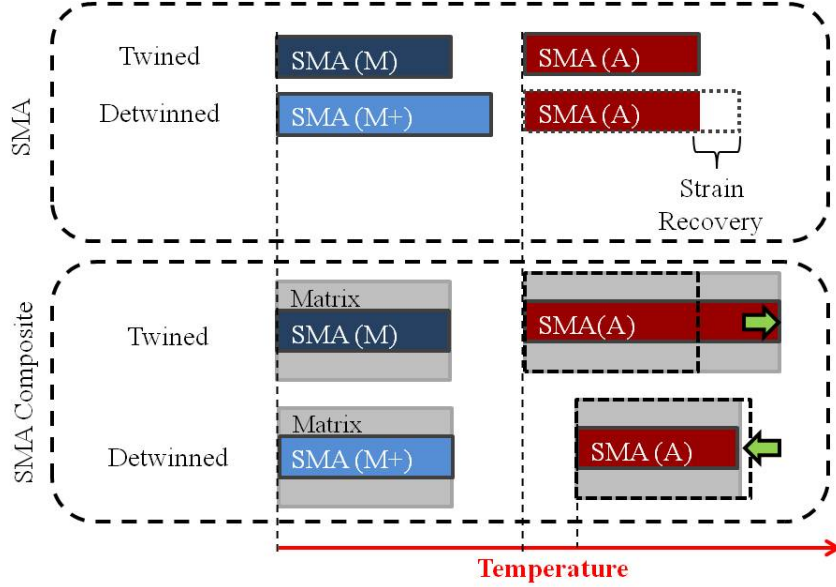 SMA
Twined
SMA (M)
SMA (A)
Detwinned
SMA (M+)
SMA (A)
Strain
Recovery
SMA Composite
Matrix
Twined
SMA (M)
SMA(A)
Matrix
Detwinned
SMA (M+)
SMA (A)
Temperature